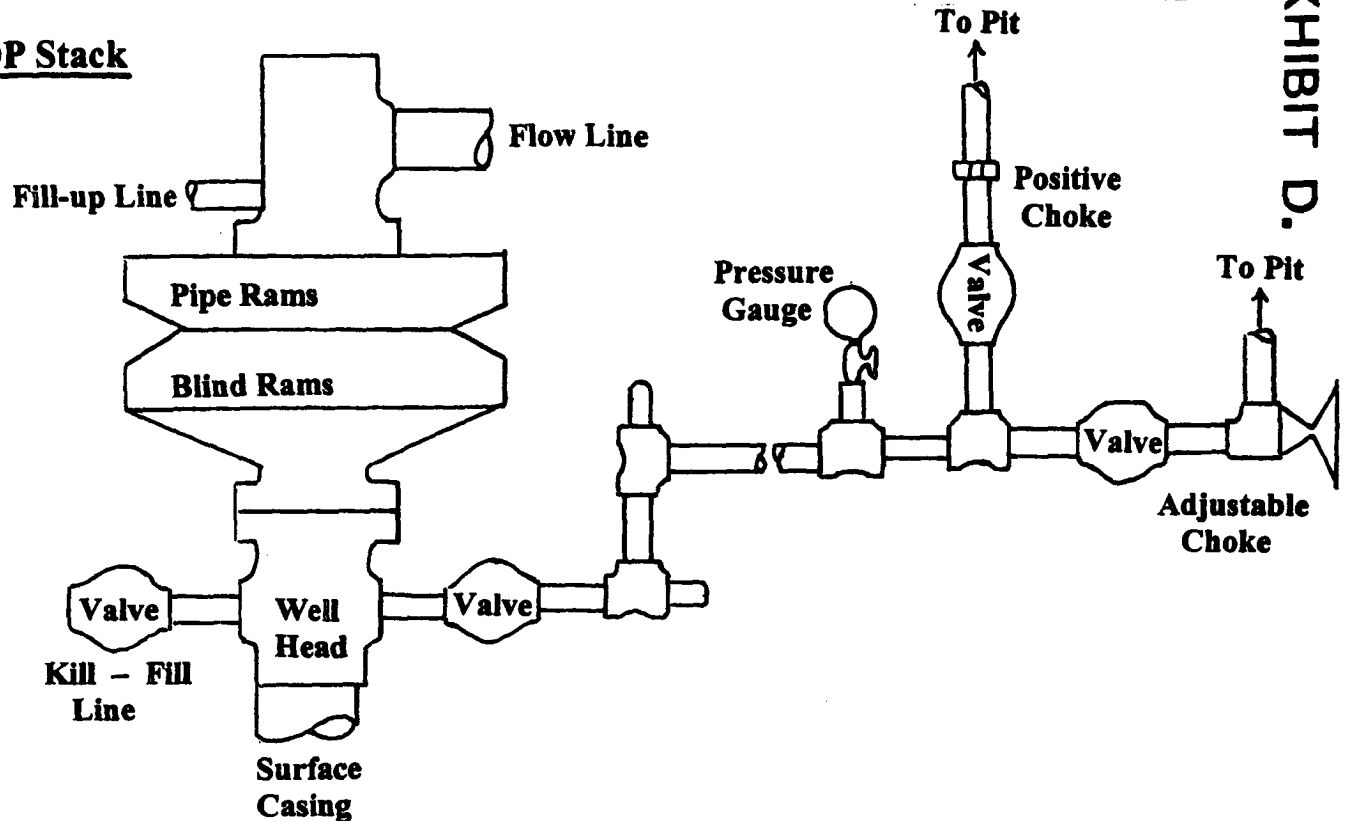 To Pit
P Stack
HIBIT D.
Flow Line
Fill-up Line
Positive
Choke
Valve
To Pit
Pressure
Gauge
Pipe Rams
Blind Rams
Valve
Adjustable
Choke
Valve
Well
Head
Valve
Kill – Fill
Line
Surface
Casing